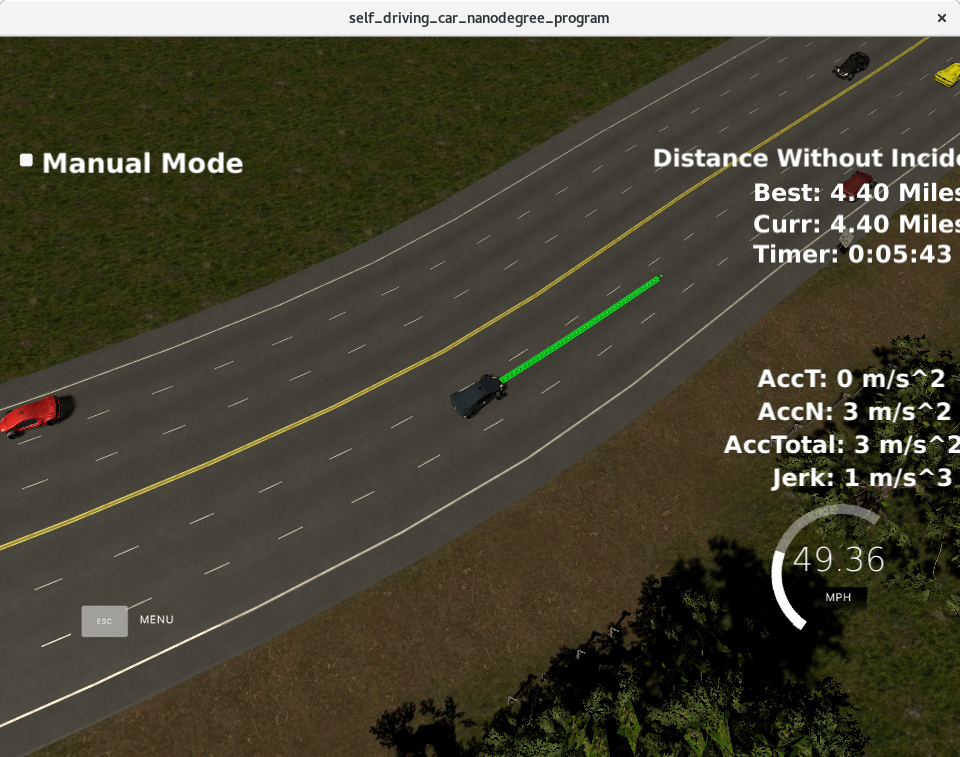 self_driving_car_nanodegree_program
Manual Mode
Distance Without Incide
Best: 4.40 Miles
Curr: 4.40 Miles
Timer: 0:05:43
AccT: 0 m/s^2
AccN: 3 m/s^2
AccTotal: 3 m/s^2
Jerk: 1 m/s^3
49.36
MPH
ESC MENU